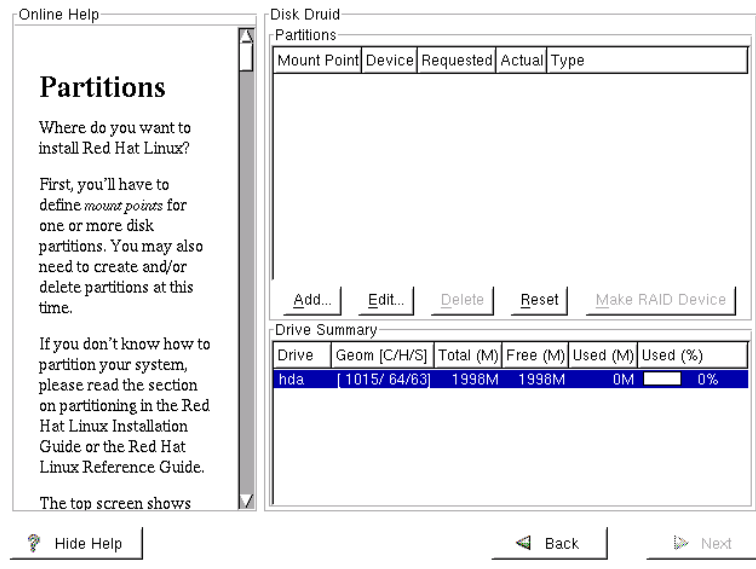 Online Help
Partitions
Where do you want to
install Red Hat Linux?
First, you'll have to
define mount points for
one or more disk
partitions. You may also
need to create and/or
delete partitions at this
time.
If you don't know how to
partition your system,
please read the section
on partitioning in the Red
Hat Linux Installation
Guide or the Red Hat
Linux Reference Guide.
The top screen shows
Disk Druid
Partitions
Mount Point Device Requested Actual Type
Add... Edit... Delete Reset Make RAID Device
Drive Summary
Drive Geom [C/H/S] Total (M) Free (M) Used (M) Used (%)
hda [ 1015/ 64/63] 1998M 1998M 0M 0%
Hide Help Back Next